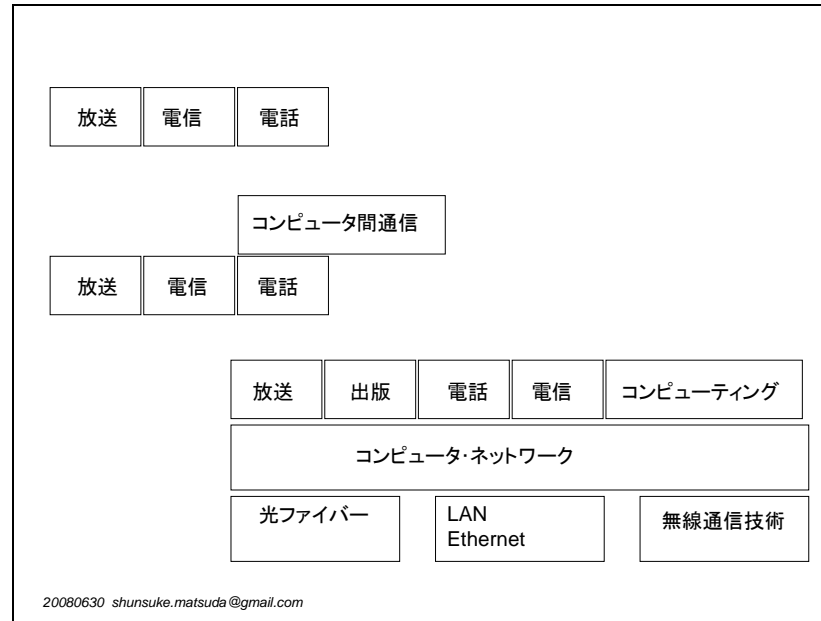 放送 電信 電話
コンピュータ間通信
放送 電信 電話
放送 出版 電話 電信 コンピューティング
コンピュータ・ネットワーク
光ファイバー LAN 無線通信技術
Ethernet
20080630 shunsuke.matsuda@gmail.com